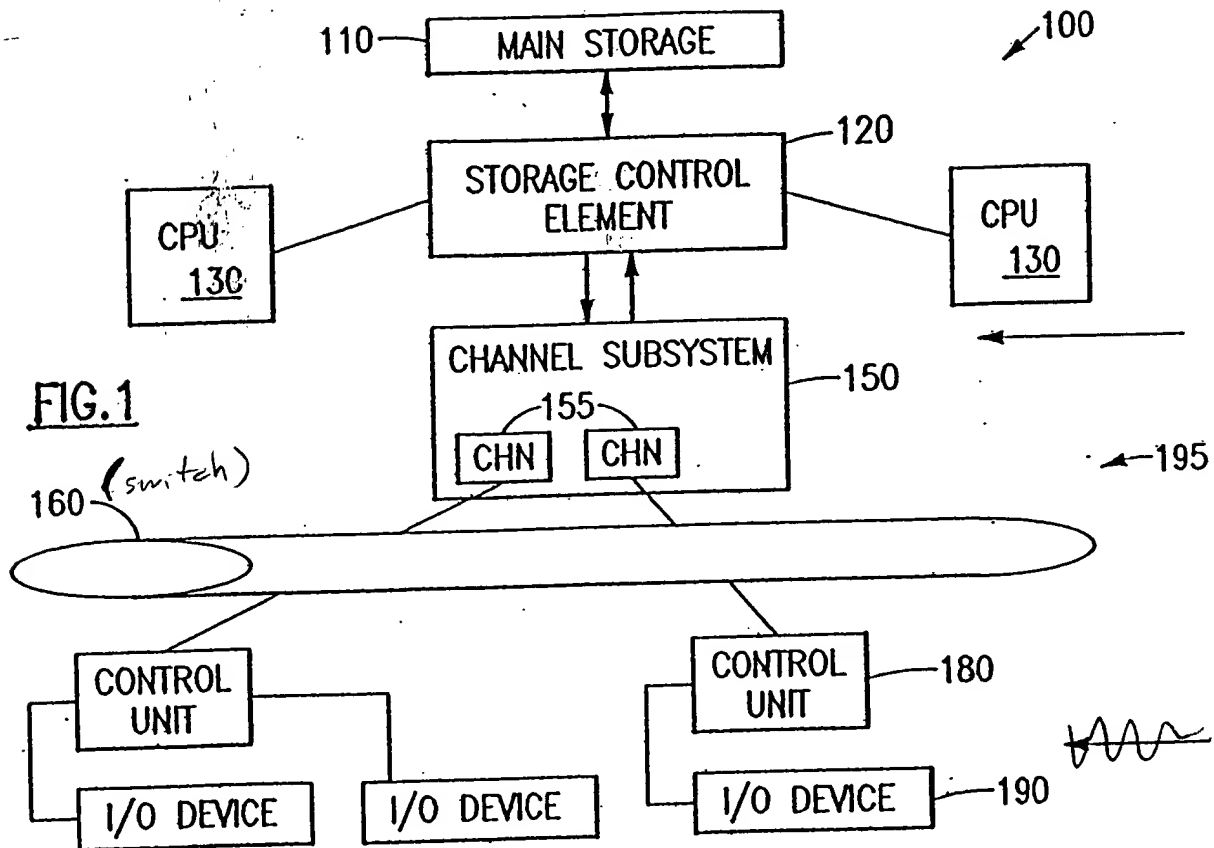 110
MAIN STORAGE
100
120
STORAGE CONTROL
ELEMENT
CPU
130
CPU
130
CHANNEL SUBSYSTEM
150
155
CHN
CHN
FIG.1
195
160
(switch)
CONTROL
UNIT
CONTROL
UNIT
180
I/O DEVICE
I/O DEVICE
I/O DEVICE
190